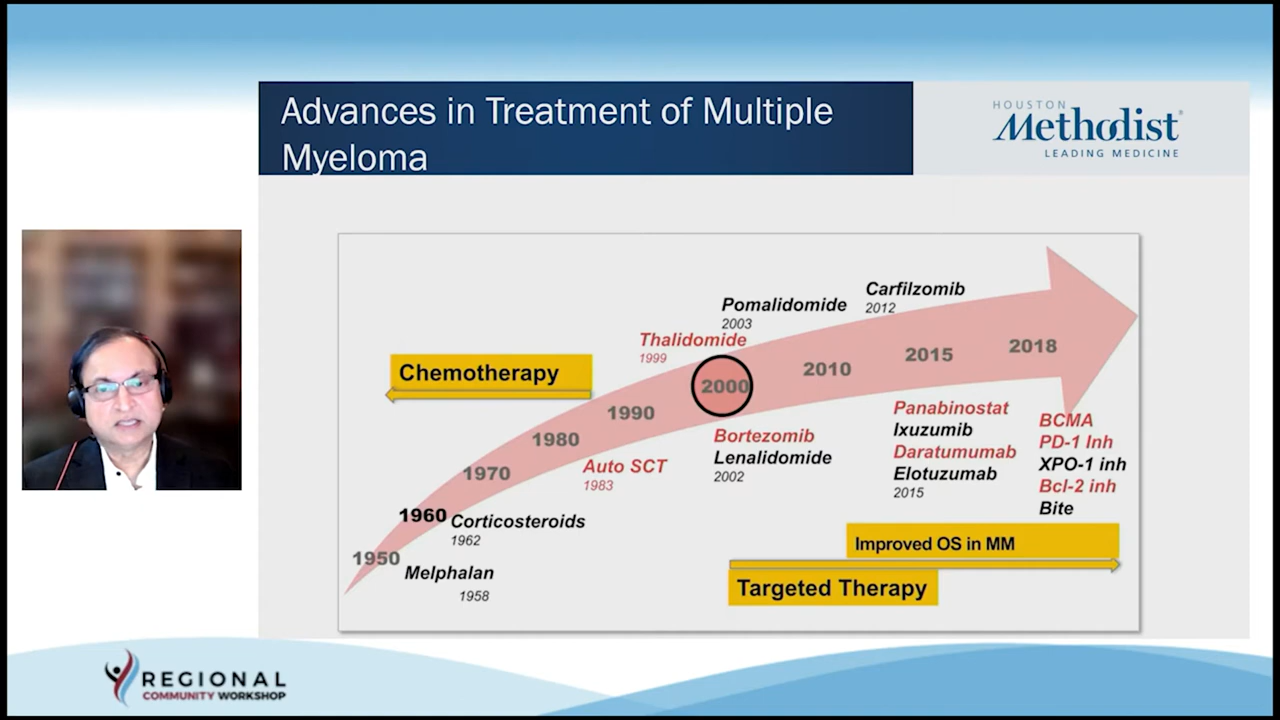 Advances in Treatment of Multiple
Myeloma
HOUSTON
Methodist®
LEADING MEDICINE
Carfilzomib
2012
Pomalidomide
2003
Thalidomide
1999
Chemotherapy
1950
1960
1970
1980
1990
2000
2010
2015
2018
Melphalan
1958
Corticosteroids
1962
Auto SCT
1983
Bortezomib
Lenalidomide
2002
Panabinostat
Ixuzumib
Daratumumab
Elotuzumab
2015
BCMA
PD-1 Inh
XPO-1 inh
Bcl-2 inh
Bite
Improved OS in MM
Targeted Therapy
REGIONAL
COMMUNITY WORKSHOP